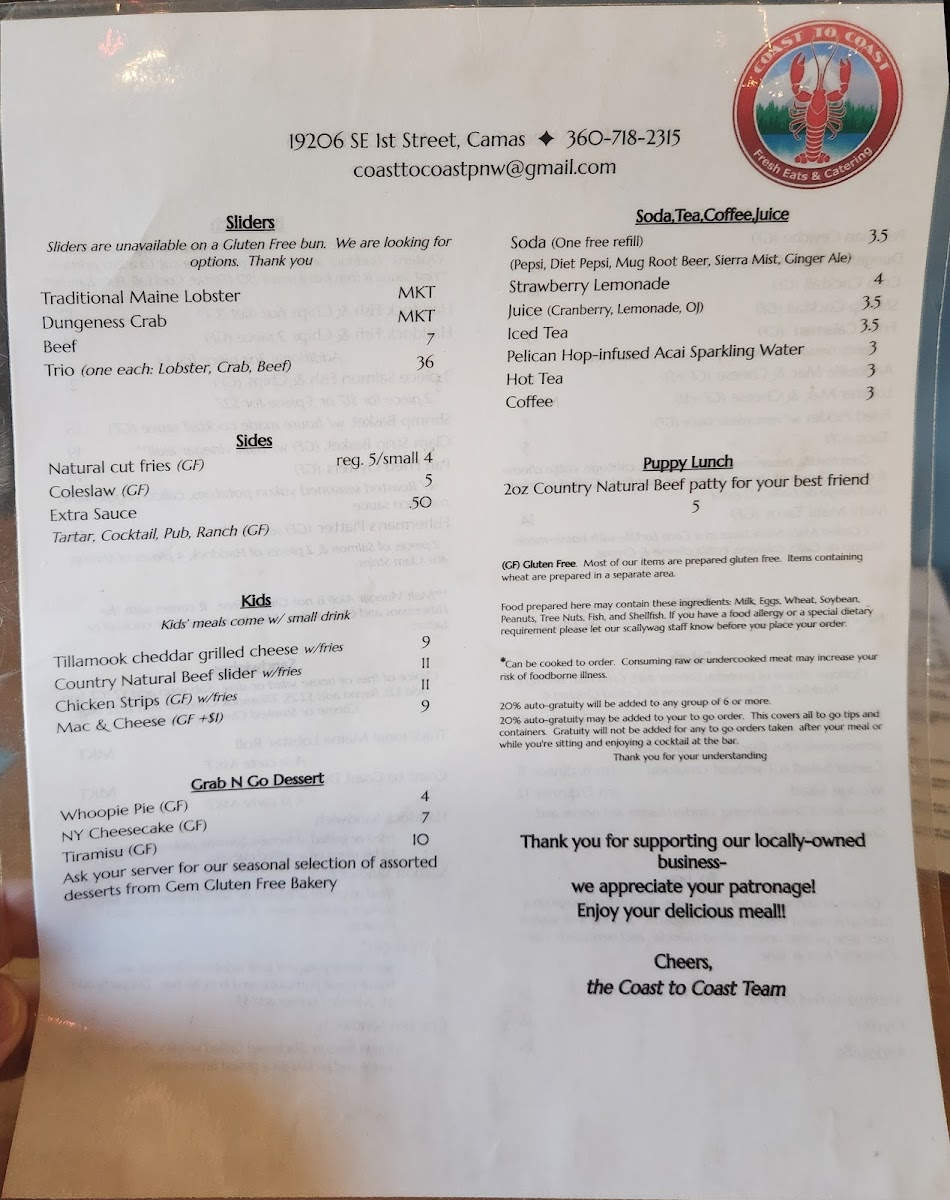 COAST TO COAST
Fresh Eats & Catering
19206 SE 1st Street, Camas ✦ 360-718-2315
coasttocoastpnw@gmail.com
Sliders
Sliders are unavailable on a Gluten Free bun. We are looking for
options. Thank you
Traditional Maine Lobster MKT
Dungeness Crab MKT
Beef 7
Trio (one each: Lobster, Crab, Beef) 36
Sides
Natural cut fries (GF) reg. 5/small 4
Coleslaw (GF) 5
Extra Sauce .50
Tartar, Cocktail, Pub, Ranch (GF)
Kids
Kids' meals come w/ small drink
Tillamook cheddar grilled cheese w/fries 9
Country Natural Beef slider w/fries 11
Chicken Strips (GF) w/fries 11
Mac & Cheese (GF +$1) 9
Grab N Go Dessert
Whoopie Pie (GF) 4
NY Cheesecake (GF) 7
Tiramisu (GF) 10
Ask your server for our seasonal selection of assorted
desserts from Gem Gluten Free Bakery
Soda,Tea,Coffee,Juice
Soda (One free refill) 3.5
(Pepsi, Diet Pepsi, Mug Root Beer, Sierra Mist, Ginger Ale)
Strawberry Lemonade 4
Juice (Cranberry, Lemonade, OJ) 3.5
Iced Tea 3.5
Pelican Hop-infused Acai Sparkling Water 3
Hot Tea 3
Coffee 3
Puppy Lunch
2oz Country Natural Beef patty for your best friend
5
(GF) Gluten Free. Most of our items are prepared gluten free. Items containing
wheat are prepared in a separate area.
Food prepared here may contain these ingredients: Milk, Eggs, Wheat, Soybean,
Peanuts, Tree Nuts, Fish, and Shellfish. If you have a food allergy or a special dietary
requirement please let our scallywag staff know before you place your order.
*Can be cooked to order. Consuming raw or undercooked meat may increase your
risk of foodborne illness.
20% auto-gratuity will be added to any group of 6 or more.
20% auto-gratuity may be added to your to go order. This covers all to go tips and
containers. Gratuity will not be added for any to go orders taken after your meal or
while you're sitting and enjoying a cocktail at the bar.
Thank you for your understanding
Thank you for supporting our locally-owned
business-
we appreciate your patronage!
Enjoy your delicious meal!!
Cheers,
the Coast to Coast Team